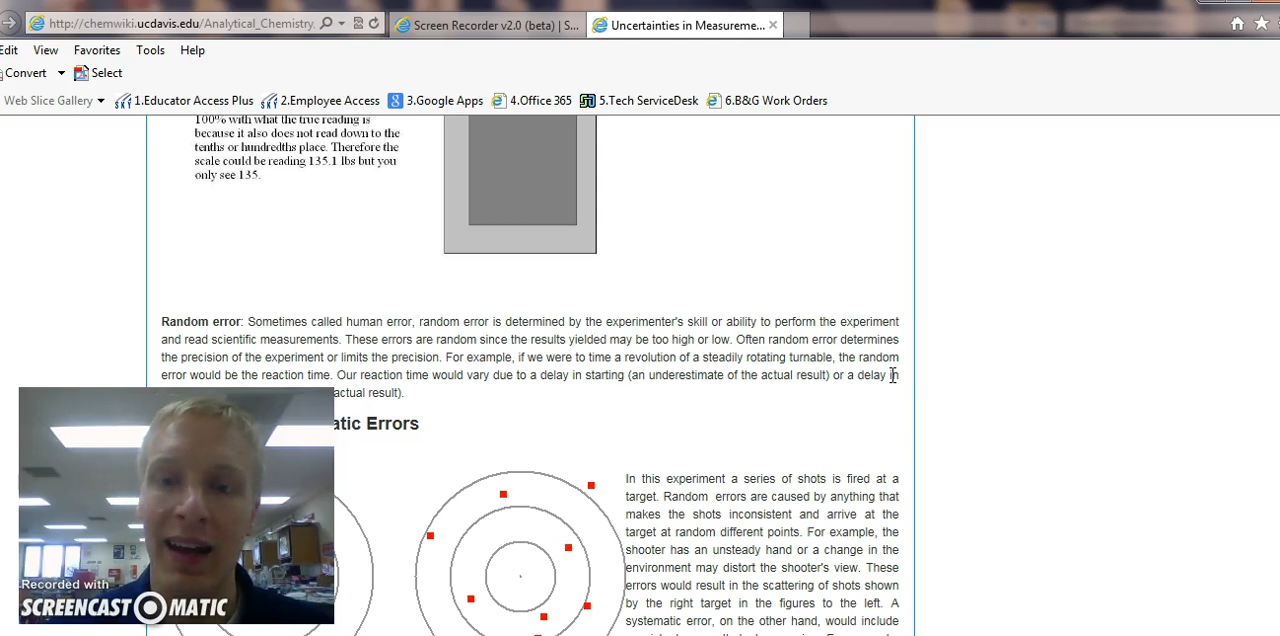 http://chemwiki.ucdavis.edu/Analytical_Chemistry.
Screen Recorder v2.0 (beta) | S...
Uncertainties in Measureme...
Edit View Favorites Tools Help
Convert Select
Web Slice Gallery 1.Educator Access Plus 2.Employee Access 3.Google Apps 4.Office 365 5.Tech ServiceDesk 6.B&G Work Orders
100% with what the true reading is
because it also does not read down to the
tenths or hundredths place. Therefore the
scale could be reading 135.1 lbs but you
only see 135.
Random error: Sometimes called human error, random error is determined by the experimenter's skill or ability to perform the experiment
and read scientific measurements. These errors are random since the results yielded may be too high or low. Often random error determines
the precision of the experiment or limits the precision. For example, if we were to time a revolution of a steadily rotating turnable, the random
error would be the reaction time. Our reaction time would vary due to a delay in starting (an underestimate of the actual result) or a delay in
actual result).
atic Errors
In this experiment a series of shots is fired at a
target. Random errors are caused by anything that
makes the shots inconsistent and arrive at the
target at random different points. For example, the
shooter has an unsteady hand or a change in the
environment may distort the shooter's view. These
errors would result in the scattering of shots shown
by the right target in the figures to the left. A
systematic error, on the other hand, would include
Recorded with
SCREENCAST O MATIC